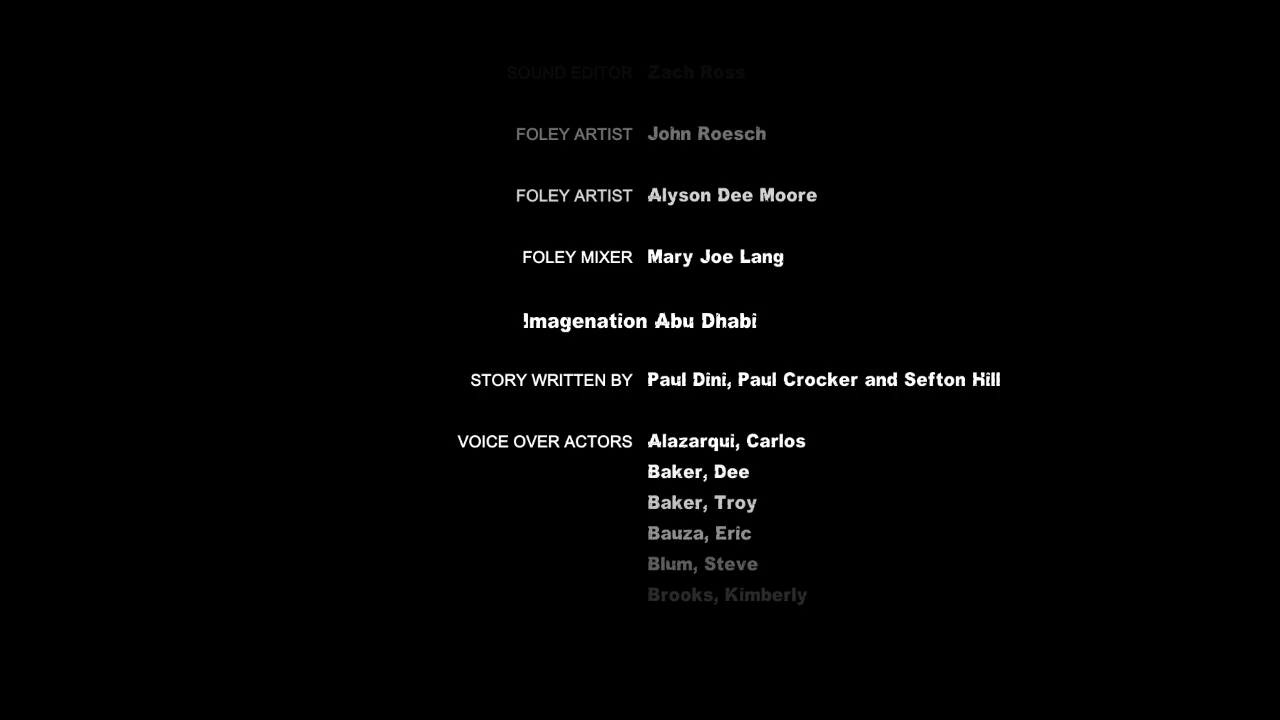 SOUND EDITOR Zach Ross
FOLEY ARTIST John Roesch
FOLEY ARTIST Alyson Dee Moore
FOLEY MIXER Mary Joe Lang
Imagenation Abu Dhabi
STORY WRITTEN BY Paul Dini, Paul Crocker and Sefton Hill
VOICE OVER ACTORS Alazarqui, Carlos
Baker, Dee
Baker, Troy
Bauza, Eric
Blum, Steve
Brooks, Kimberly